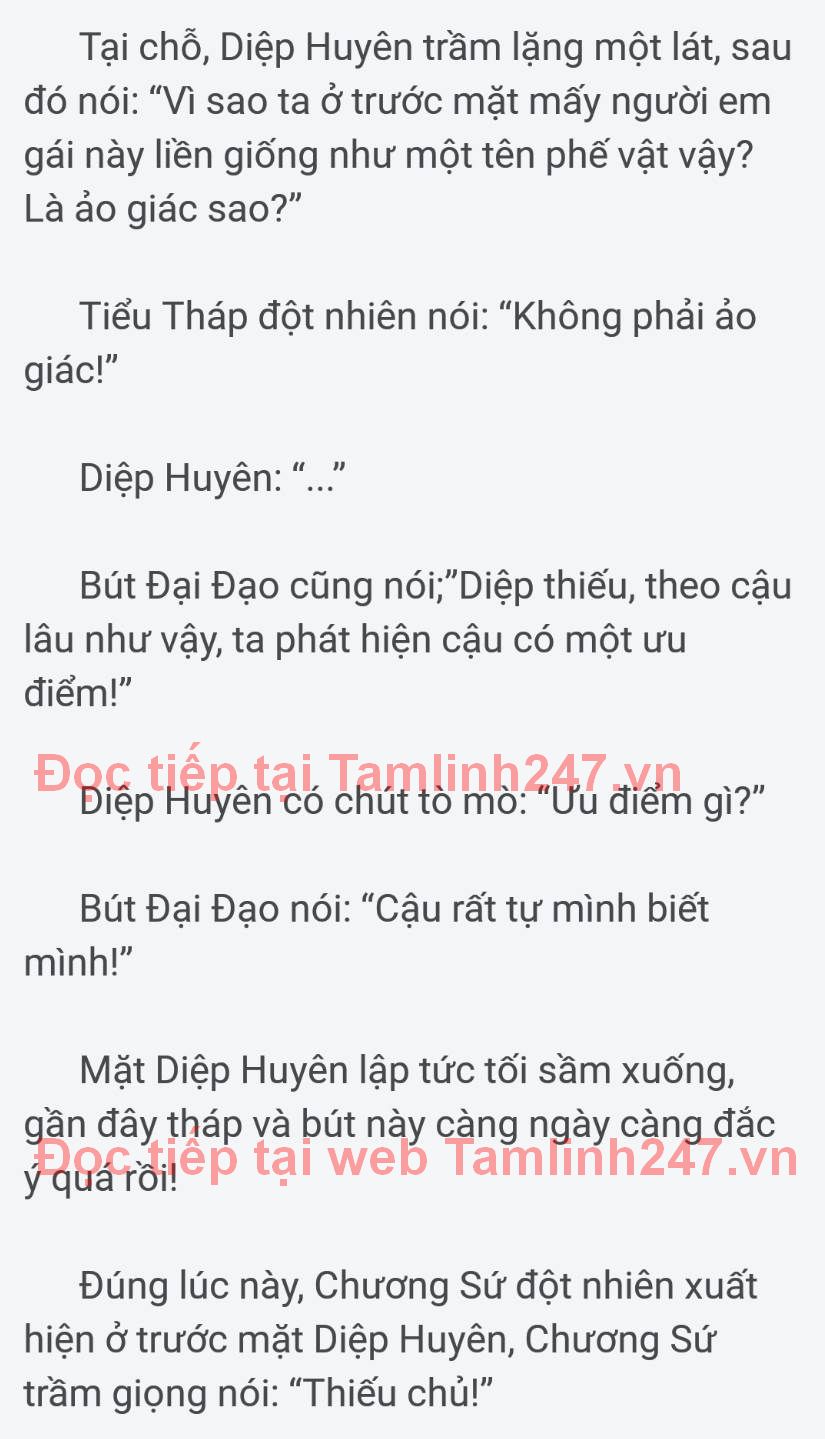 Tại chỗ, Diệp Huyên trầm lặng một lát, sau
đó nói: “Vì sao ta ở trước mặt mấy người em
gái này liền giống như một tên phế vật vậy?
Là ảo giác sao?”
Tiểu Tháp đột nhiên nói: “Không phải ảo
giác!”
Diệp Huyên: “...”
Bút Đại Đạo cũng nói;”Diệp thiếu, theo cậu
lâu như vậy, ta phát hiện cậu có một ưu
điểm!”
Đọc tiếp tại Tamlinh247.vn
Diệp Huyên có chút tò mò: “Ưu điểm gì?”
Bút Đại Đạo nói: “Cậu rất tự mình biết
mình!”
Mặt Diệp Huyên lập tức tối sầm xuống,
gần đây tháp và bút này càng ngày càng đắc
Đọc tiếp tại web Tamlinh247.vn
ý quá rồi!
Đúng lúc này, Chương Sứ đột nhiên xuất
hiện ở trước mặt Diệp Huyên, Chương Sứ
trầm giọng nói: “Thiếu chủ!”